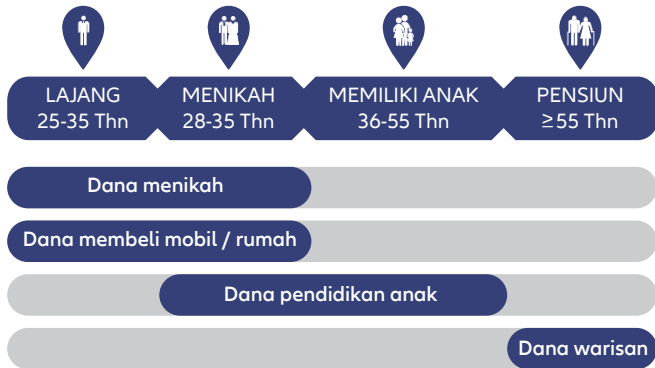 LAJANG
25-35 Thn
MENIKAH
28-35 Thn
MEMILIKI ANAK
36-55 Thn
PENSIUN
≥55 Thn
Dana menikah
Dana membeli mobil / rumah
Dana pendidikan anak
Dana warisan